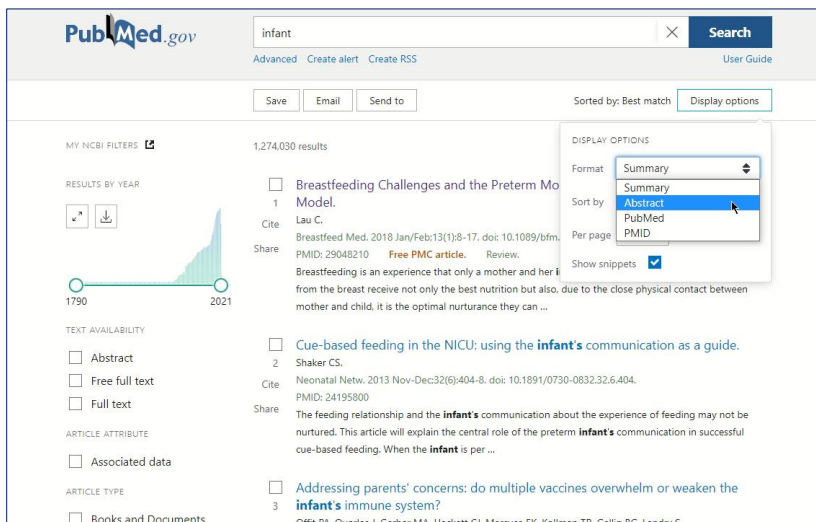 PubMed.gov
infant
Search
Advanced Create alert Create RSS
User Guide
Save Email Send to
Sorted by: Best match Display options
MY NCBI FILTERS
1,274,030 results
RESULTS BY YEAR
1790 2021
TEXT AVAILABILITY
Abstract
Free full text
Full text
ARTICLE ATTRIBUTE
Associated data
ARTICLE TYPE
Books and Documents
DISPLAY OPTIONS
Format Summary
Summary
Abstract
PubMed
PMID
Sort by
Per page
Show snippets
1
Cite
Share
Breastfeeding Challenges and the Preterm Mo
Model.
Lau C.
Breastfeed Med. 2018 Jan/Feb;13(1):8-17. doi: 10.1089/bfm.
PMID: 29048210 Free PMC article. Review.
Breastfeeding is an experience that only a mother and her
from the breast receive not only the best nutrition but also, due to the close physical contact between
mother and child, it is the optimal nurturance they can ...
2
Cite
Share
Cue-based feeding in the NICU: using the infant's communication as a guide.
Shaker CS.
Neonatal Netw. 2013 Nov-Dec;32(6):404-8. doi: 10.1891/0730-0832.32.6.404.
PMID: 24195800
The feeding relationship and the infant's communication about the experience of feeding may not be
nurtured. This article will explain the central role of the preterm infant's communication in successful
cue-based feeding. When the infant is per ...
3
Addressing parents' concerns: do multiple vaccines overwhelm or weaken the
infant's immune system?